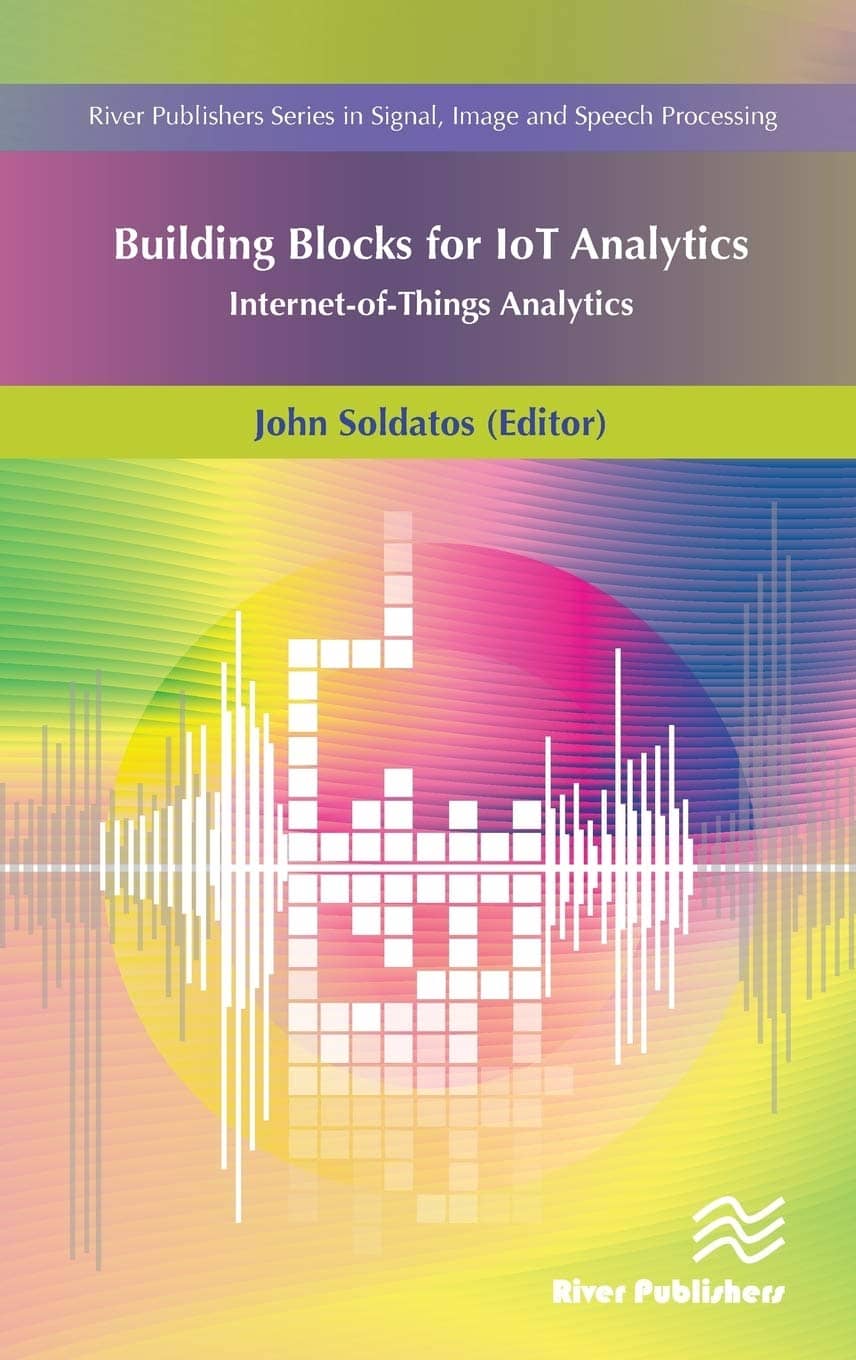 River Publishers Series in Signal, Image and Speech Processing
Building Blocks for IoT Analytics
Internet-of-Things Analytics
John Soldatos (Editor)
River Publishers